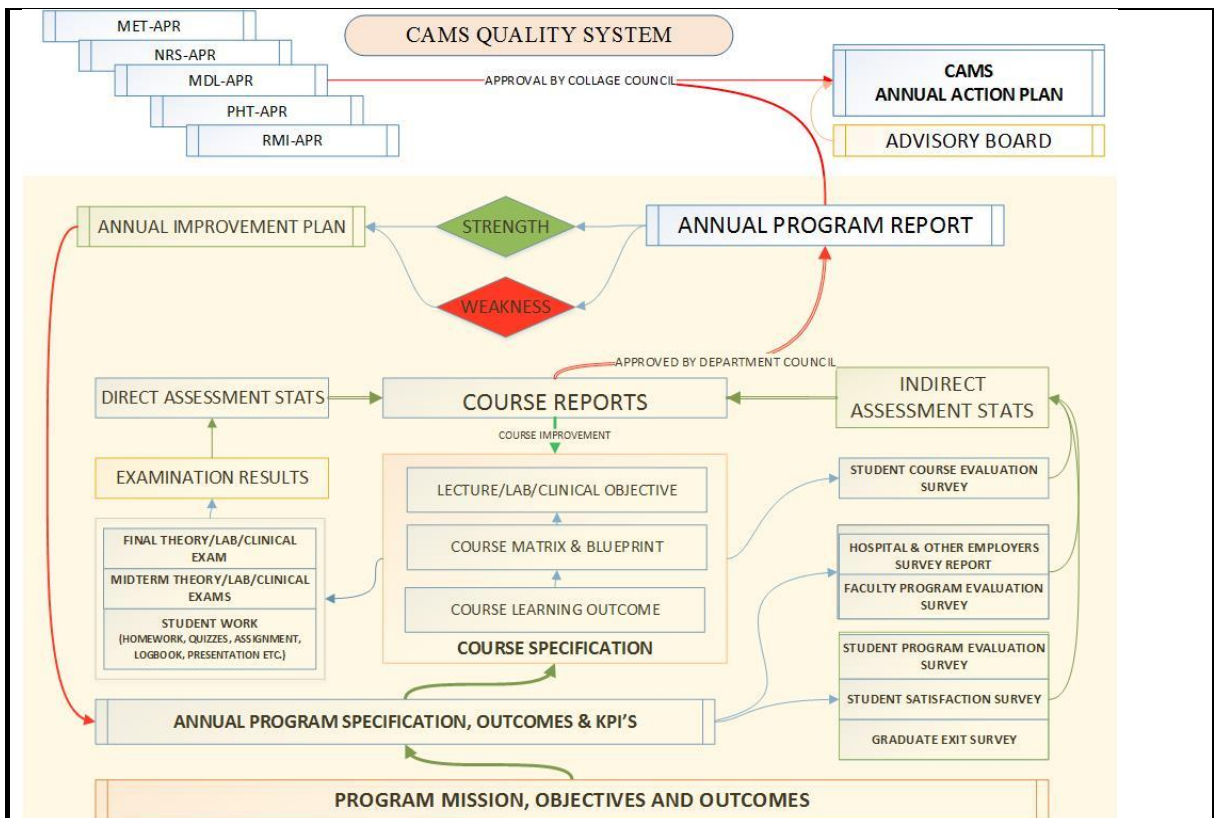 MET-APR
NRS-APR
MDL-APR
PHT-APR
RMI-APR
CAMS QUALITY SYSTEM
APPROVAL BY COLLAGE COUNCIL
CAMS
ANNUAL ACTION PLAN
ADVISORY BOARD
ANNUAL IMPROVEMENT PLAN
STRENGTH
ANNUAL PROGRAM REPORT
WEAKNESS
APPROVED BY DEPARTMENT COUNCIL
DIRECT ASSESSMENT STATS
COURSE REPORTS
INDIRECT
ASSESSMENT STATS
COURSE IMPROVEMENT
EXAMINATION RESULTS
LECTURE/LAB/CLINICAL OBJECTIVE
STUDENT COURSE EVALUATION
SURVEY
FINAL THEORY/LAB/CLINICAL
EXAM
MIDTERM THEORY/LAB/CLINICAL
EXAMS
STUDENT WORK
(HOMEWORK, QUIZZES, ASSIGNMENT,
LOGBOOK, PRESENTATION ETC.)
COURSE MATRIX & BLUEPRINT
COURSE LEARNING OUTCOME
COURSE SPECIFICATION
HOSPITAL & OTHER EMPLOYERS
SURVEY REPORT
FACULTY PROGRAM EVALUATION
SURVEY
STUDENT PROGRAM EVALUATION
SURVEY
STUDENT SATISFACTION SURVEY
GRADUATE EXIT SURVEY
ANNUAL PROGRAM SPECIFICATION, OUTCOMES & KPI'S
PROGRAM MISSION, OBJECTIVES AND OUTCOMES